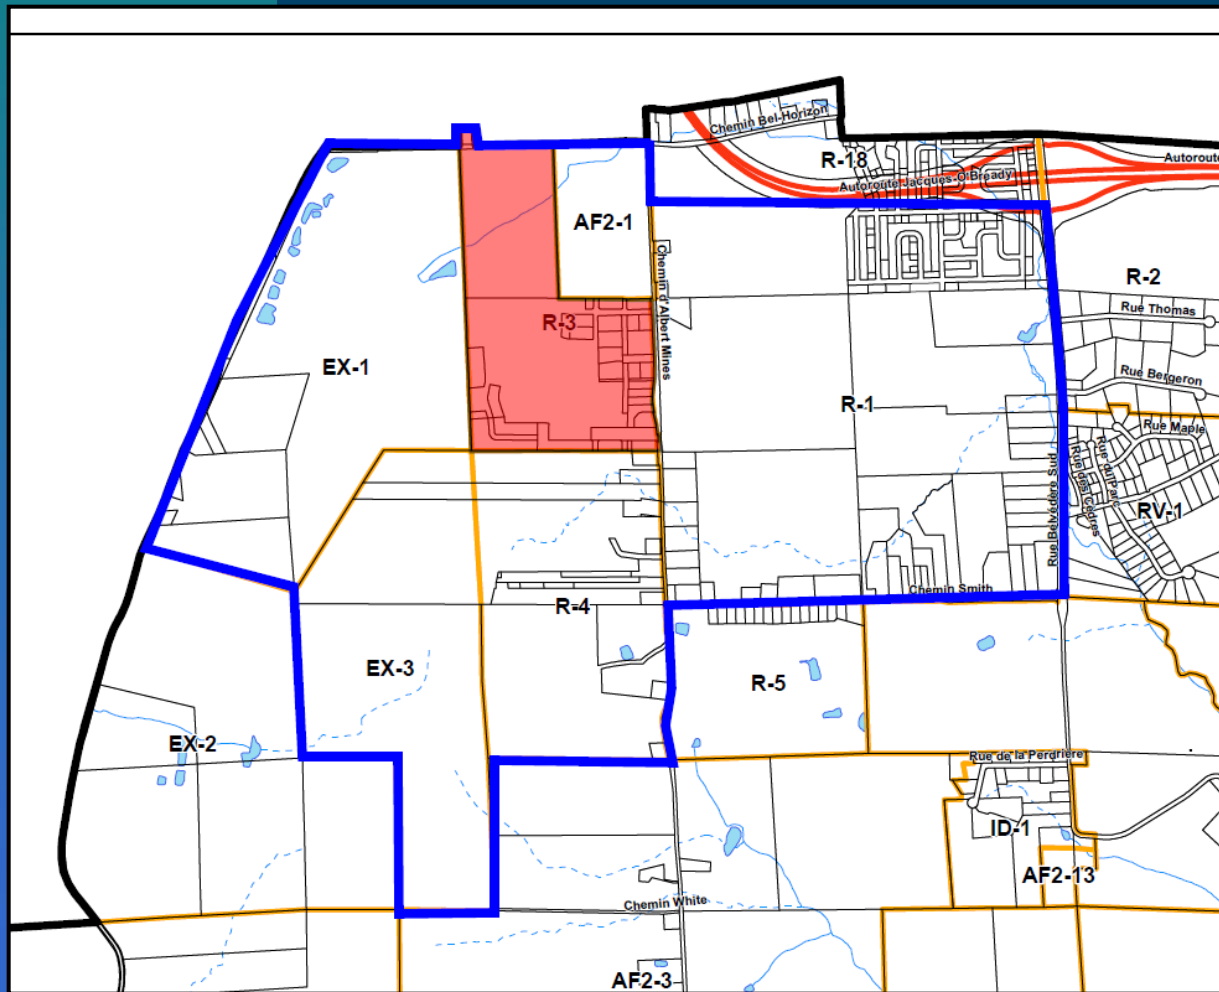 Chemin Bel-Horizon
R-18
Autoroute
Autoroute Jacques-O'Bready
AF2-1
Chemin d'Albert Mines
R-2
Rue Thomas
R-3
EX-1
Rue Bergeron
R-1
Rue Maple
Rue du Parc
Rue des Cèdres
Rue Belvédère Sud
RV-1
Chemin Smith
R-4
EX-3
R-5
EX-2
Rue de la Perdrière
ID-1
AF2-13
Chemin White
AF2-3